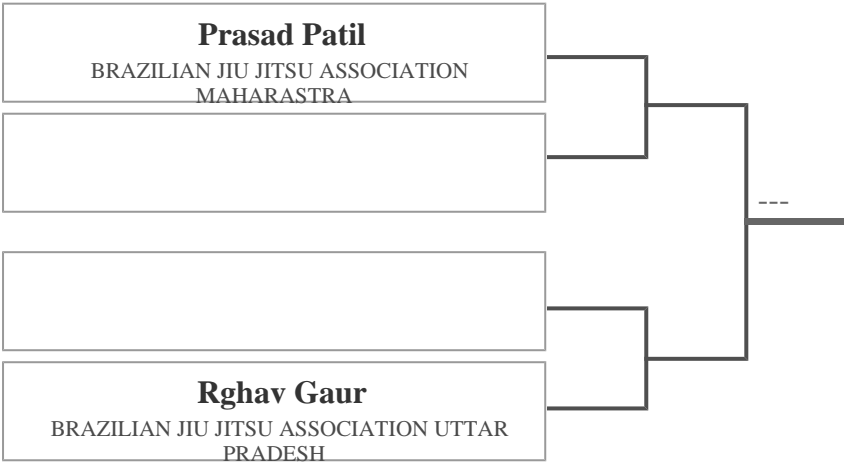 Prasad Patil
BRAZILIAN JIU JITSU ASSOCIATION
MAHARASTRA
---
Rghav Gaur
BRAZILIAN JIU JITSU ASSOCIATION UTTAR
PRADESH